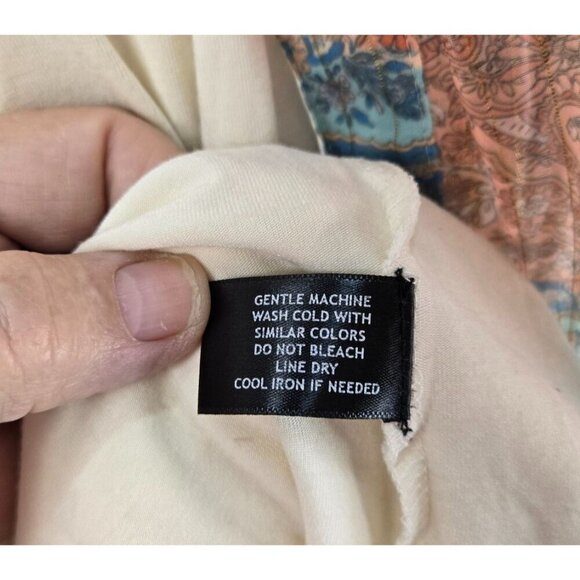 GENTLE MACHINE
WASH COLD WITH
SIMILAR COLORS
DO NOT BLEACH
LINE DRY
COOL IRON IF NEEDED